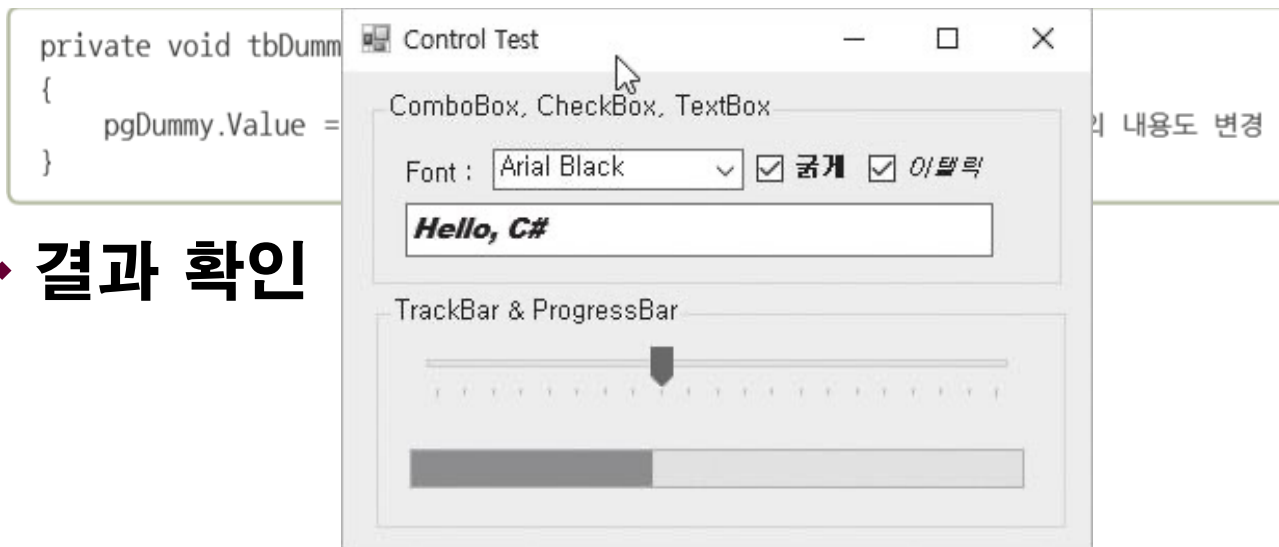 private void tbDumm
{
pgDummy.Value =
내용도 변경
}
결과 확인
Control Test
ComboBox, CheckBox, TextBox
Font : Arial Black 굵게 이탤릭
Hello, C#
TrackBar & ProgressBar